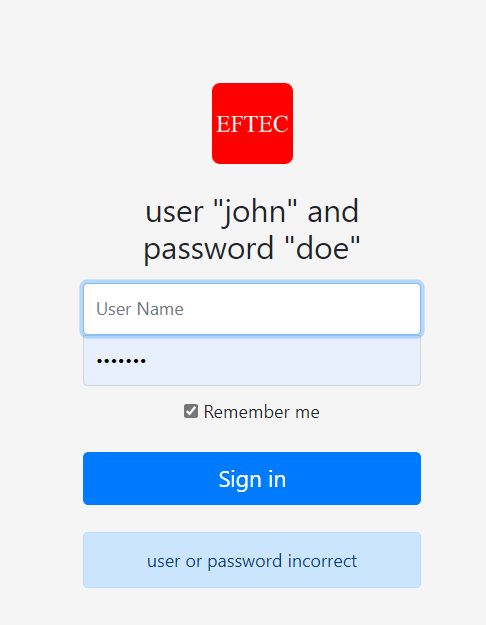 EFTEC
user "john" and
password "doe"
User Name
•••••••
Remember me
Sign in
user or password incorrect